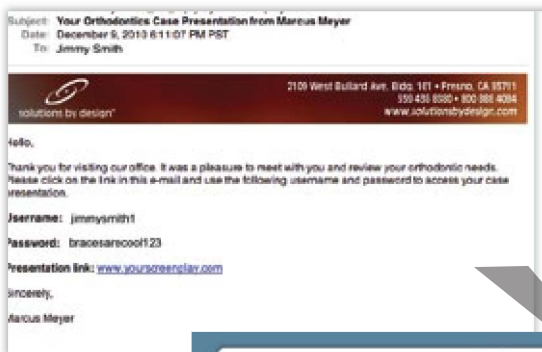 Subject: Your Orthodontics Case Presentation from Marcus Meyer
Date: December 9, 2010 6:11:07 PM PST
To: Jimmy Smith
solutions by design
2109 West Bullard Ave, Bldg. 101 • Fresno, CA 93711
559 436 8380 • 800 888 4084
www.solutionsbydesign.com
Hello,
Thank you for visiting our office. It was a pleasure to meet with you and review your orthodontic needs.
Please click on the link in this e-mail and use the following username and password to access your case
presentation.
Username: jimmysmith1
Password: bracesarecool123
Presentation link: www.yourscreenplay.com
Sincerely,
Marcus Meyer